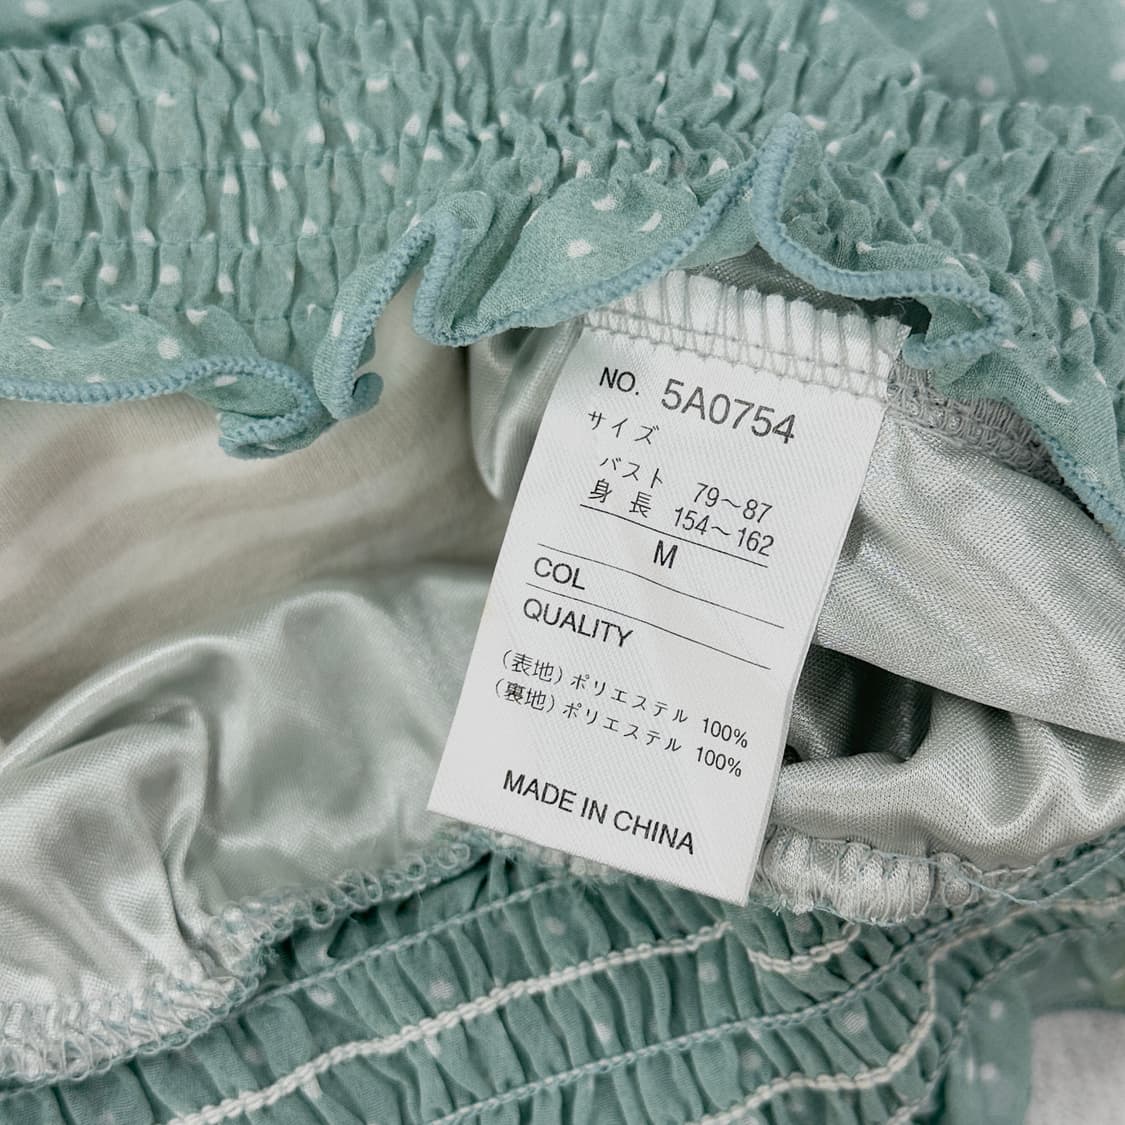 NO. 5A0754
サイズ
バスト 79～87
身長 154～162
M
COL
QUALITY
(表地) ポリエステル 100%
(裏地) ポリエステル 100%
MADE IN CHINA